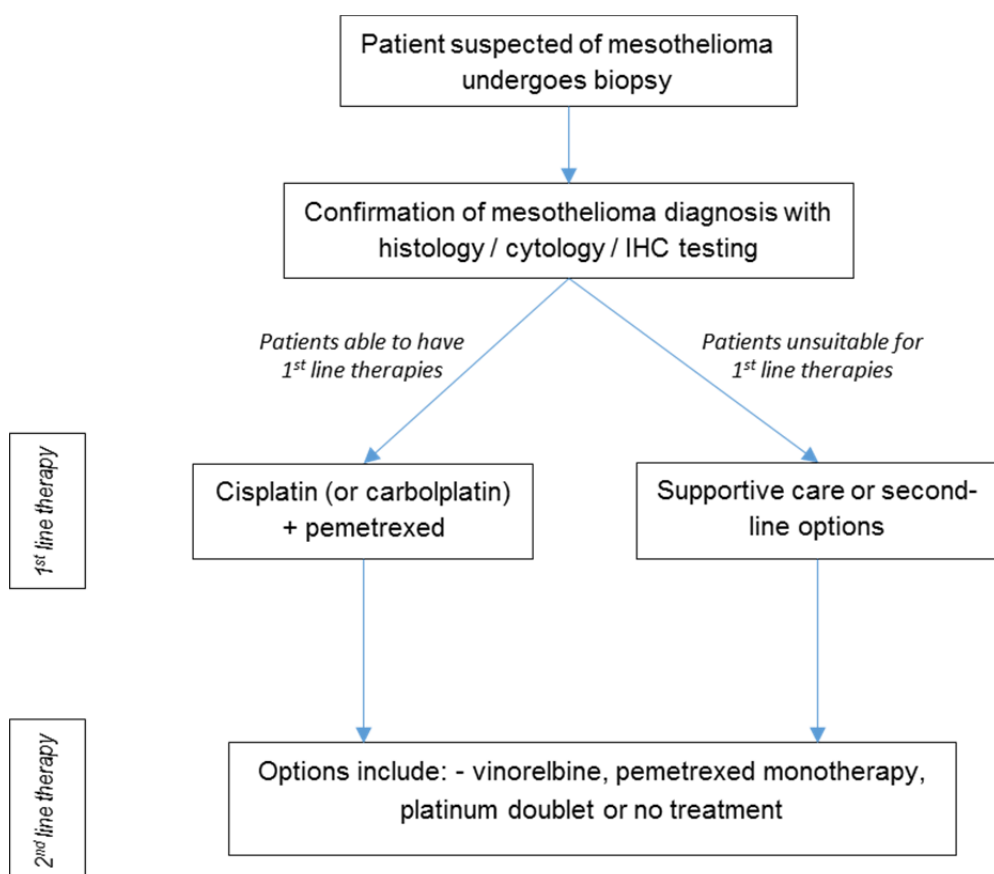 Patient suspected of mesothelioma
undergoes biopsy
Confirmation of mesothelioma diagnosis with
histology / cytology / IHC testing
Patients able to have
1st line therapies
Patients unsuitable for
1st line therapies
1st line therapy
Cisplatin (or carbolplatin)
+ pemetrexed
Supportive care or second-
line options
2nd line therapy
Options include: - vinorelbine, pemetrexed monotherapy,
platinum doublet or no treatment